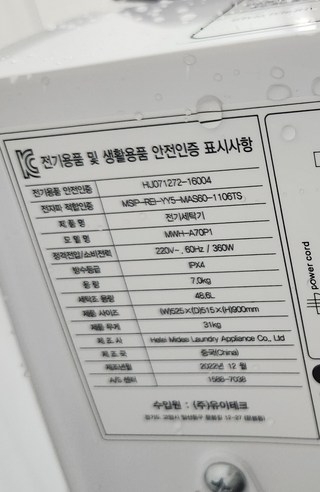 전기용품 및 생활용품 안전인증 표시사항
전기용품 안전인증 HU071272-16004
전자파 적합인증 MSIP-REI-YY5-MAS60-1106TS
제 품 명 전기세탁기
모 델 명 MWH-A70P1
정격전압/소비전력 220V~, 60Hz / 360W
방수등급 IPX4
용 량 7.0kg
세탁조 용량 46.6L
제품 사이즈 (W)525×(D)515×(H)900mm
제품 무게 31kg
제 조 사 Hefei Midea Laundry Appliance Co., Ltd
제 조 국 중국(China)
제조년월 2022년 12 월
A/S 센터 1566-7036
수입원 : (주)유이테크
power cord